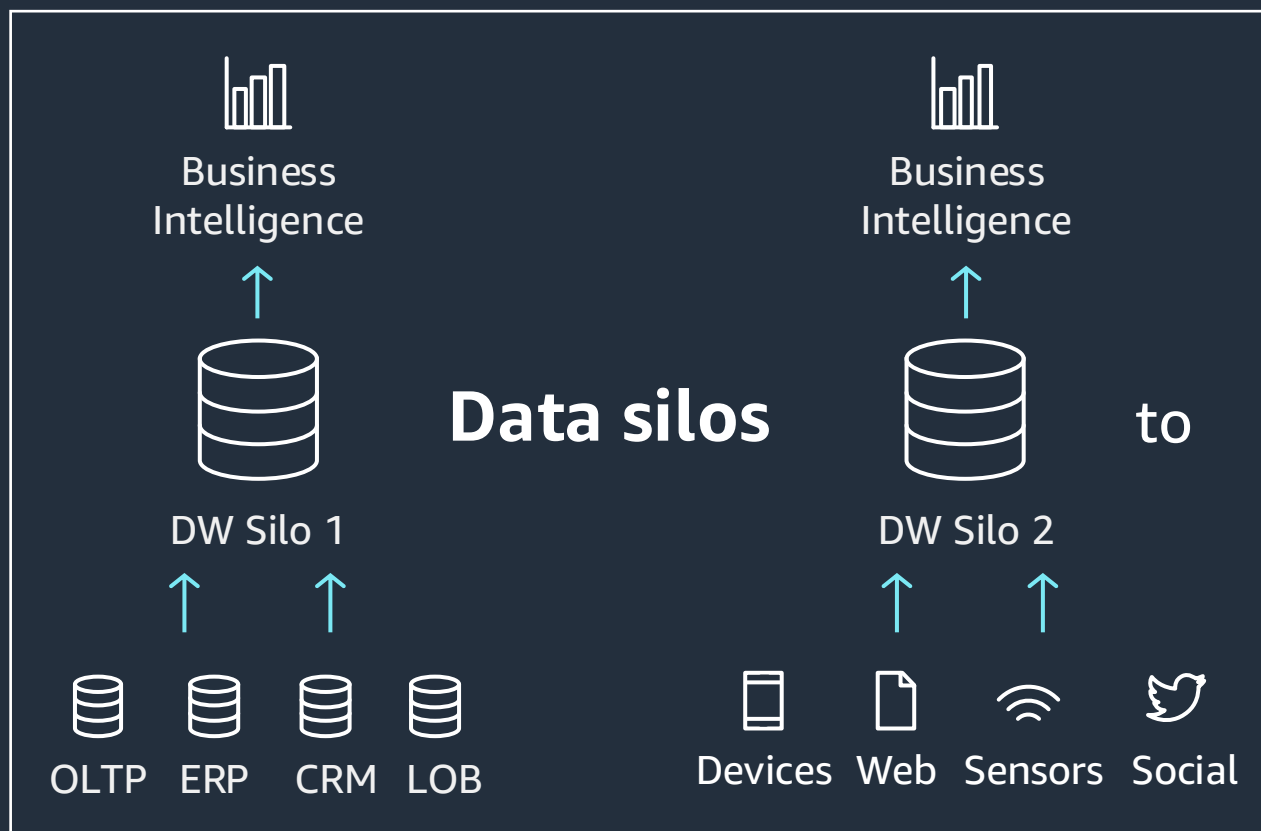 Business
Intelligence
Business
Intelligence
Data silos
to
DW Silo 1
DW Silo 2
OLTP ERP CRM LOB
Devices Web Sensors Social